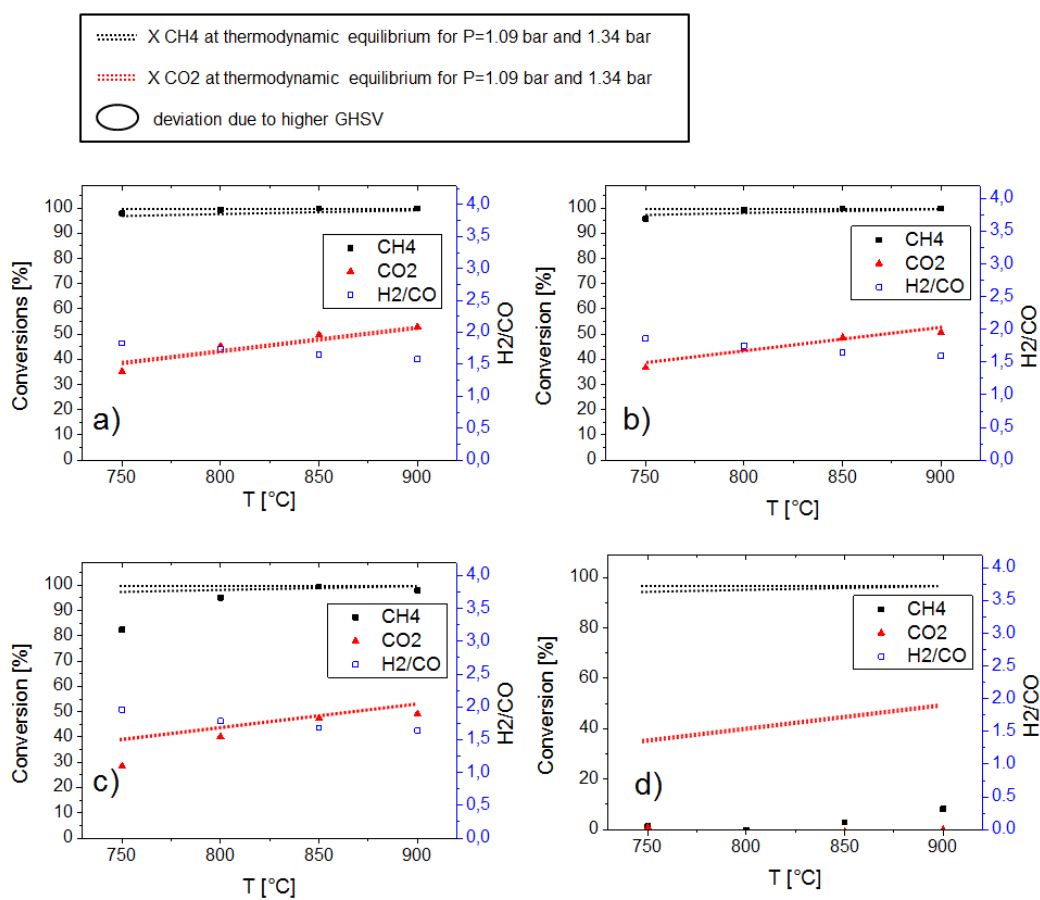 X CH4 at thermodynamic equilibrium for P=1.09 bar and 1.34 bar
X CO2 at thermodynamic equilibrium for P=1.09 bar and 1.34 bar
deviation due to higher GHSV
100
90
80
70
60
50
40
30
20
10
0
Conversions [%]
CH4
CO2
H2/CO
a)
4,0
3,5
3,0
2,5
2,0
1,5
1,0
0,5
0,0
H2/CO
750 800 850 900
T [°C]
100
90
80
70
60
50
40
30
20
10
0
Conversion [%]
CH4
CO2
H2/CO
b)
4,0
3,5
3,0
2,5
2,0
1,5
1,0
0,5
0,0
H2/CO
750 800 850 900
T [°C]
100
90
80
70
60
50
40
30
20
10
0
Conversion [%]
CH4
CO2
H2/CO
c)
4,0
3,5
3,0
2,5
2,0
1,5
1,0
0,5
0,0
H2/CO
750 800 850 900
T [°C]
100
80
60
40
20
0
Conversion [%]
CH4
CO2
H2/CO
d)
4,0
3,5
3,0
2,5
2,0
1,5
1,0
0,5
0,0
H2/CO
750 800 850 900
T [°C]